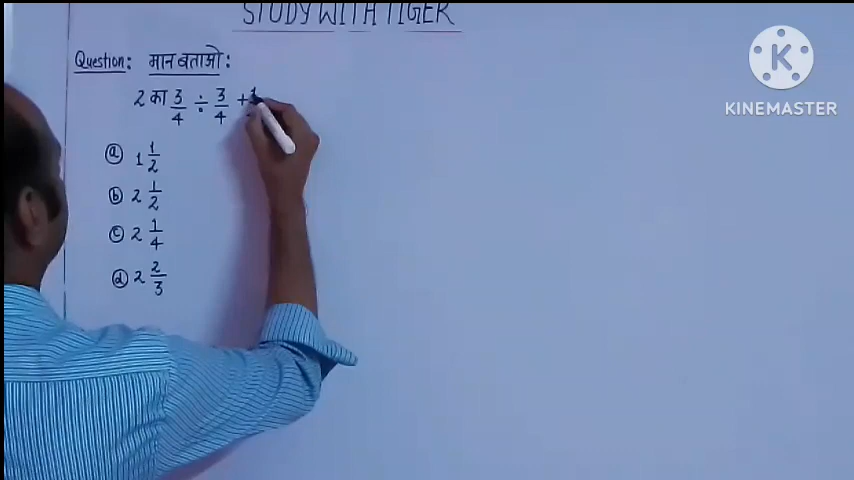 STUDY WITH TIGER
Question: मान बताओ:
2 का 3/4 ÷ 3/4 + 1
ⓐ 1 1/2
ⓑ 2 1/2
ⓒ 2 1/4
ⓓ 2 2/3
K
KINEMASTER